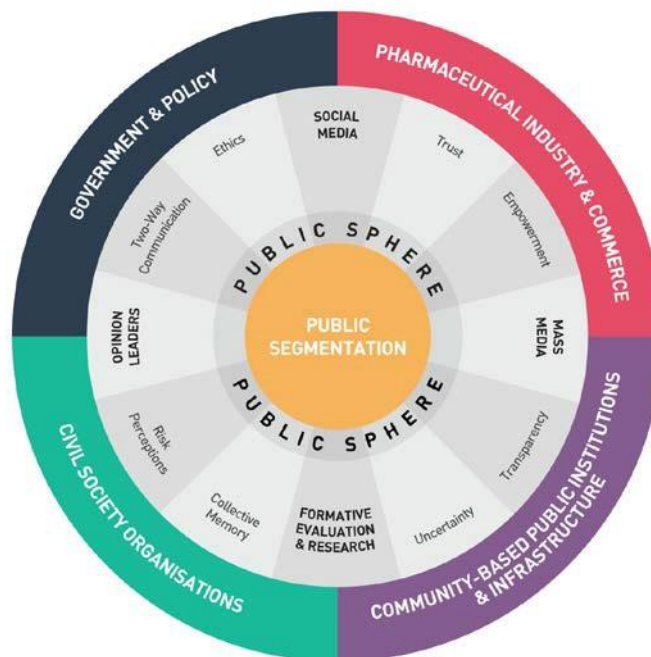 GOVERNMENT & POLICY
PHARMACEUTICAL INDUSTRY & COMMERCE
Ethics
SOCIAL
MEDIA
Trust
Two-Way
Communication
Empowerment
PUBLIC SPHERE
OPINION
LEADERS
PUBLIC
SEGMENTATION
MASS
MEDIA
PUBLIC SPHERE
Risk
Perceptions
Transparency
Collective
Memory
FORMATIVE
EVALUATION
& RESEARCH
Uncertainty
CIVIL SOCIETY ORGANISATIONS
COMMUNITY-BASED PUBLIC INSTITUTIONS
& INFRASTRUCTURE